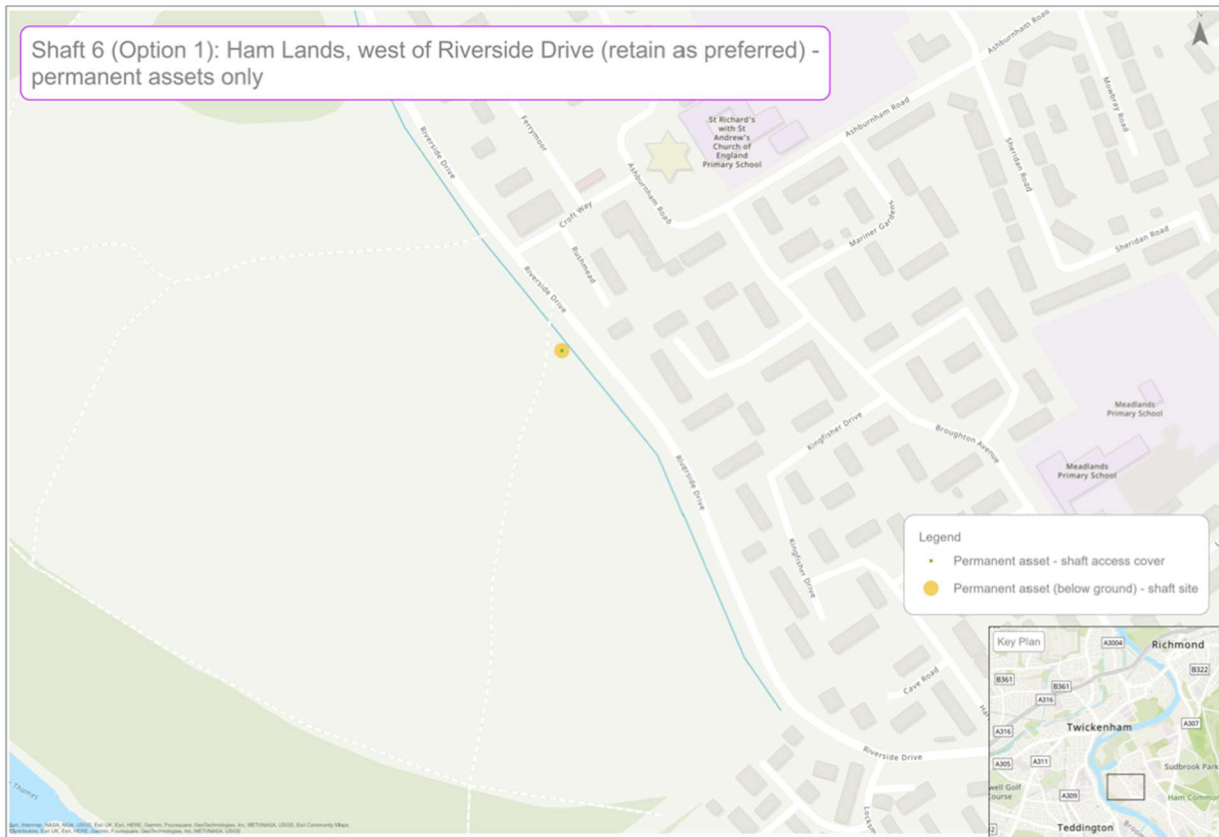 Shaft 6 (Option 1): Ham Lands, west of Riverside Drive (retain as preferred) -
permanent assets only
N
Ashburnham Road
Mowbray Road
Riverside Drive
Ferrymoor
St Richard's
with St
Andrew's
Church of
England
Primary School
Ashburnham Road
Sheridan Road
Ashburnham Road
Croft Way
Mariner Gardens
Rushmead
Sheridan Road
Riverside Drive
Meadlands
Primary School
Kingfisher Drive
Broughton Avenue
Riverside Drive
Meadlands
Primary School
Kingfisher Drive
Legend
Permanent asset - shaft access cover
Permanent asset (below ground) - shaft site
Cave Road
Riverside Drive
Thames
Key Plan
A3004
Richmond
B361
B322
A316
B361
Twickenham
A307
A316
A305
A311
Sudbrook Park
A309
Ham Common
Teddington